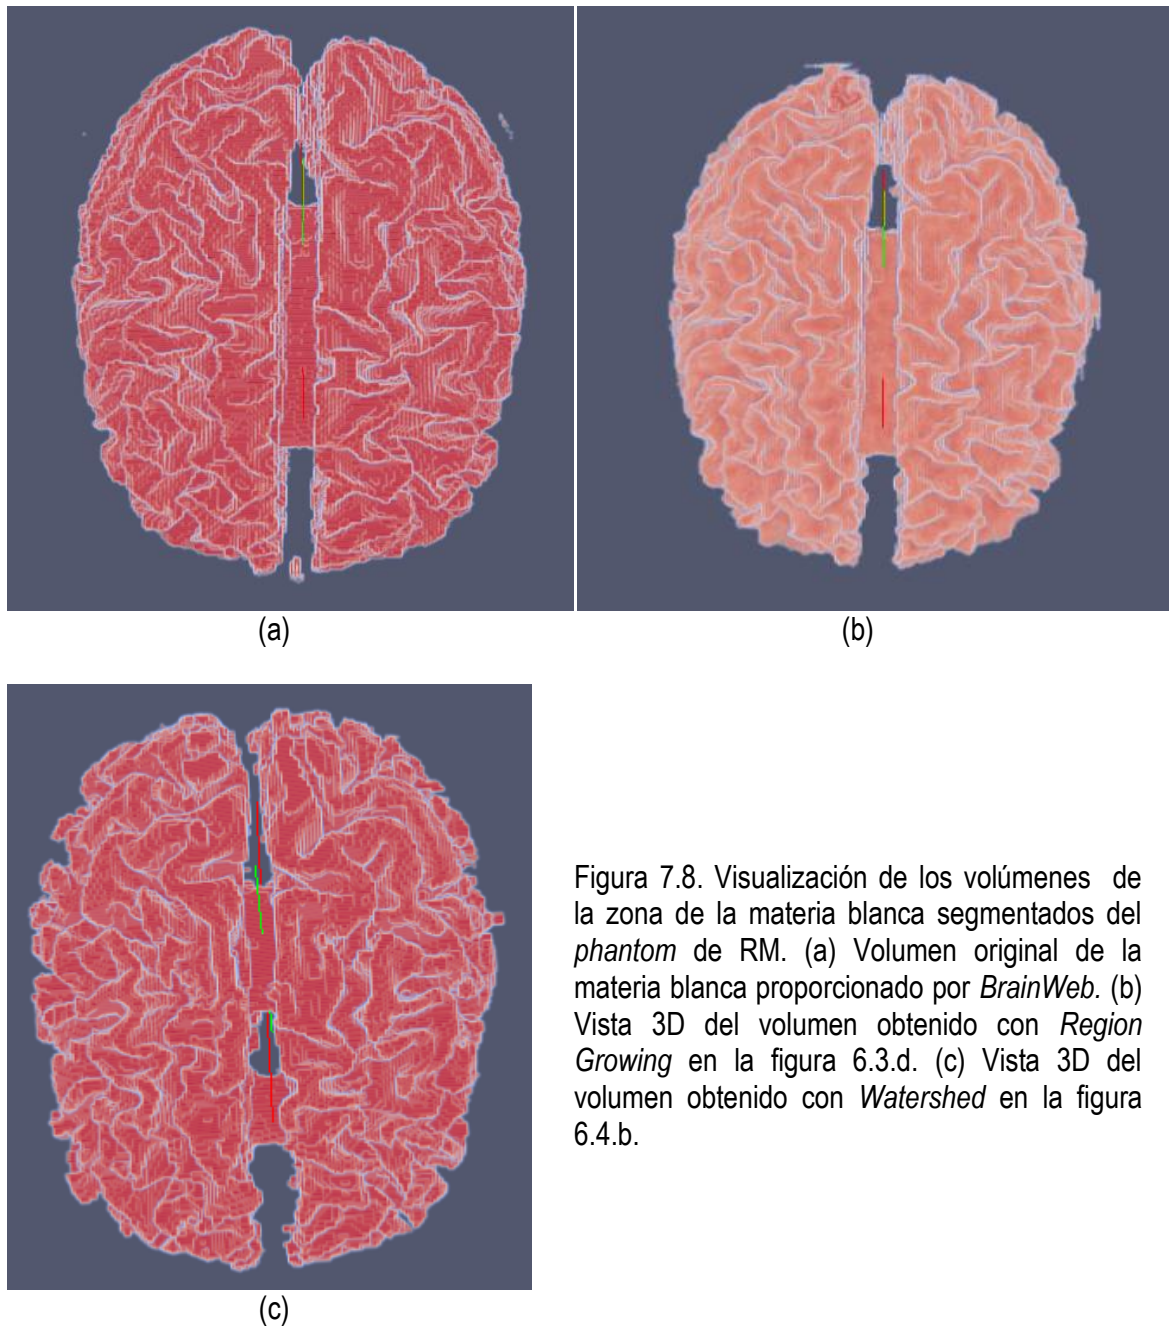 (a)
(b)
Figura 7.8. Visualización de los volúmenes de
la zona de la materia blanca segmentados del
phantom de RM. (a) Volumen original de la
materia blanca proporcionado por BrainWeb. (b)
Vista 3D del volumen obtenido con Region
Growing en la figura 6.3.d. (c) Vista 3D del
volumen obtenido con Watershed en la figura
6.4.b.
(c)